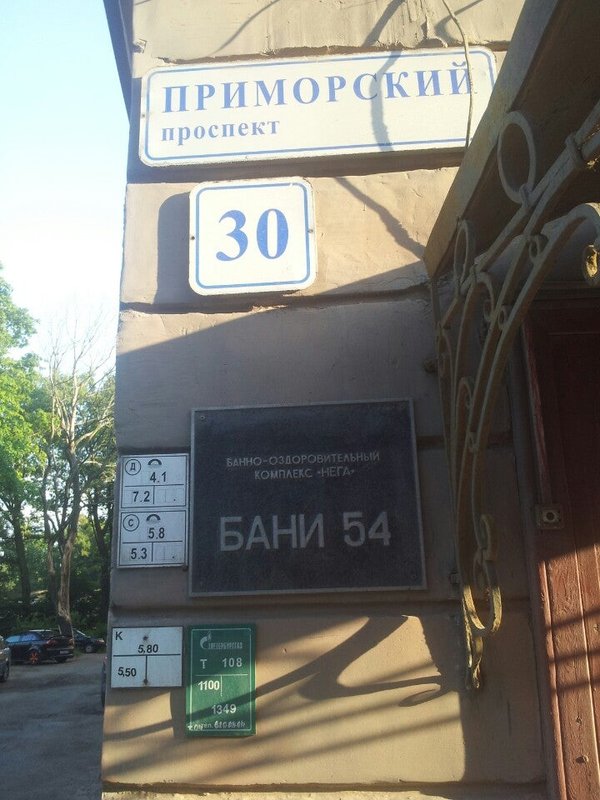 ПРИМОРСКИЙ
проспект
30
БАННО-ОЗДОРОВИТЕЛЬНЫЙ
КОМПЛЕКС «НЕГА»
БАНИ 54
Д 4.1
7.2
С 5.8
5.3
К 5,80
5,50
Т 108
1100
1349